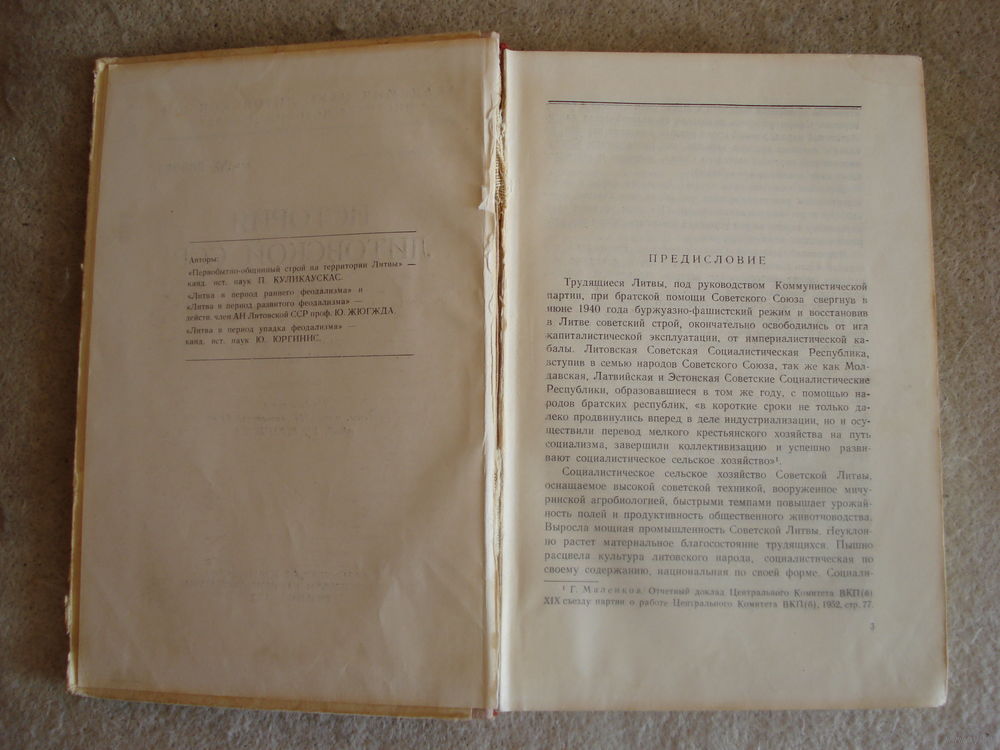 Авторы:
«Первобытно-общинный строй на территории Литвы» —
канд. ист. наук П. КУЛИКАУСКАС.
«Литва в период раннего феодализма» и
«Литва в период развитого феодализма» —
действ. член АН Литовской ССР проф. Ю. ЖЮГЖДА.
«Литва в период упадка феодализма» —
канд. ист. наук Ю. ЮРГИНИС.
ПРЕДИСЛОВИЕ
Трудящиеся Литвы, под руководством Коммунистической
партии, при братской помощи Советского Союза свергнув в
июне 1940 года буржуазно-фашистский режим и восстановив
в Литве советский строй, окончательно освободились от ига
капиталистической эксплуатации, от империалистической ка-
балы. Литовская Советская Социалистическая Республика,
вступив в семью народов Советского Союза, так же как Мол-
давская, Латвийская и Эстонская Советские Социалистические
Республики, образовавшиеся в том же году, с помощью на-
родов братских республик, «в короткие сроки не только да-
леко продвинулись вперед в деле индустриализации, но и осу-
ществили перевод мелкого крестьянского хозяйства на путь
социализма, завершили коллективизацию и успешно разви-
вают социалистическое сельское хозяйство»¹.
Социалистическое сельское хозяйство Советской Литвы,
оснащаемое высокой советской техникой, вооруженное мичу-
ринской агробиологией, быстрыми темпами повышает урожай-
ность полей и продуктивность общественного животноводства.
Выросла мощная промышленность Советской Литвы. Неуклон-
но растет материальное благосостояние трудящихся. Пышно
расцвела культура литовского народа, социалистическая по
своему содержанию, национальная по своей форме. Социали-
¹ Г. Маленков. Отчетный доклад Центрального Комитета ВКП(б)
XIX съезду партии о работе Центрального Комитета ВКП(б), 1952, стр. 77.
3